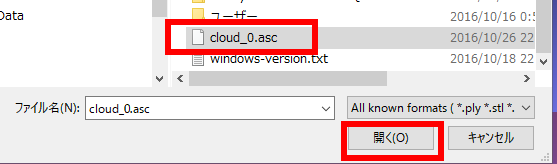 Data
ユーザー 2016/10/16 0:5
cloud_0.asc 2016/10/26 22
windows-version.txt 2016/10/18 22
ファイル名(N): cloud_0.asc All known formats ( *.ply *.stl *.
開く(O) キャンセル